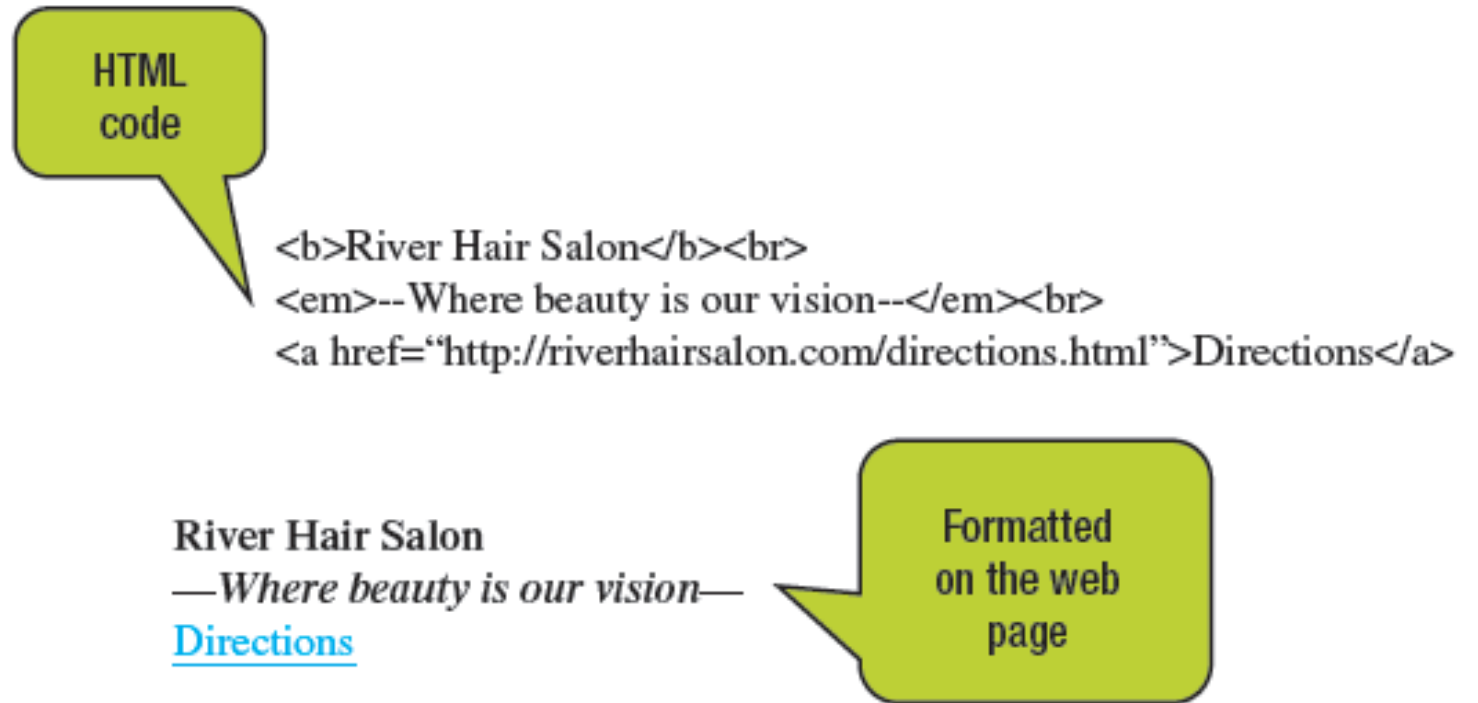 HTML
code
<b>River Hair Salon</b><br>
<em>--Where beauty is our vision--</em><br>
<a href=“http://riverhairsalon.com/directions.html”>Directions</a>
River Hair Salon
—Where beauty is our vision—
Directions
Formatted
on the web
page